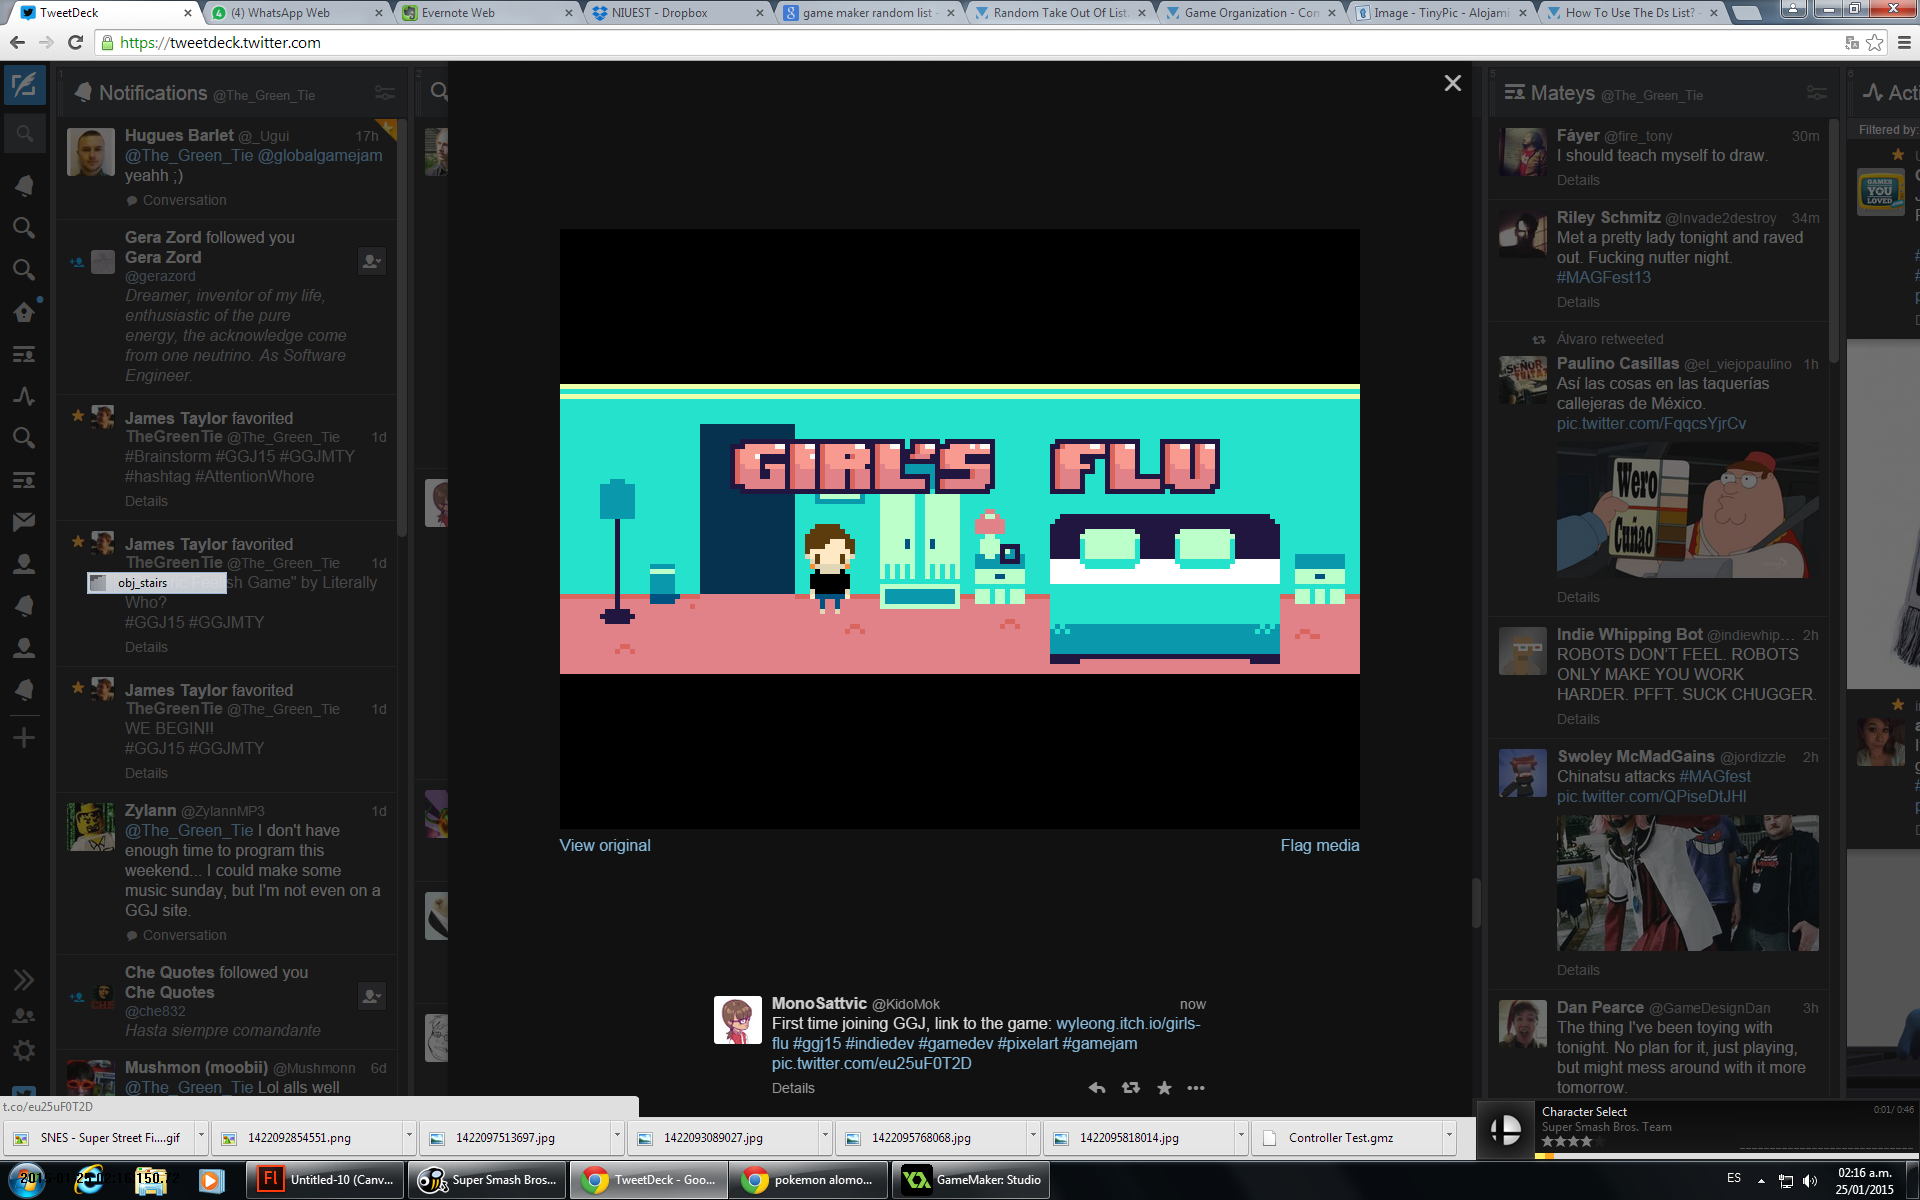 TweetDeck
(4) WhatsApp Web
Evernote Web
NIUEST - Dropbox
game maker random list -
Random Take Out Of List.
Game Organization - Con
Image - TinyPic - Alojami
How To Use The Ds List? -
https://tweetdeck.twitter.com
1
Notifications @The_Green_Tie
Hugues Barlet @_Ugui 17h
@The_Green_Tie @globalgamejam
yeahh ;)
Conversation
Gera Zord followed you
Gera Zord
@gerazord
Dreamer, inventor of my life,
enthusiastic of the pure
energy, the acknowledge come
from one neutrino. As Software
Engineer.
James Taylor favorited
TheGreenTie @The_Green_Tie 1d
#Brainstorm #GGJ15 #GGJMTY
#hashtag #AttentionWhore
Details
James Taylor favorited
TheGreenTie @The_Green_Tie 1d
obj_stairs
sh Game" by Literally
Who?
#GGJ15 #GGJMTY
Details
James Taylor favorited
TheGreenTie @The_Green_Tie 1d
WE BEGIN!!
#GGJ15 #GGJMTY
Details
Zylann @ZylannMP3 1d
@The_Green_Tie I don't have
enough time to program this
weekend... I could make some
music sunday, but I'm not even on a
GGJ site.
Conversation
Che Quotes followed you
Che Quotes
@che832
Hasta siempre comandante
Mushmon (moobii) @Mushmonn 6d
@The_Green_Tie Lol alls well
2
GIRL'S FLU
View original
Flag media
MonoSattvic @KidoMok now
First time joining GGJ, link to the game: wyleong.itch.io/girls-
flu #ggj15 #indiedev #gamedev #pixelart #gamejam
pic.twitter.com/eu25uF0T2D
Details
5
Mateys @The_Green_Tie
Fáyer @fire_tony 30m
I should teach myself to draw.
Details
Riley Schmitz @Invade2destroy 34m
Met a pretty lady tonight and raved
out. Fucking nutter night.
#MAGFest13
Details
Álvaro retweeted
Paulino Casillas @el_viejopaulino 1h
Así las cosas en las taquerías
callejeras de México.
pic.twitter.com/FqqcsYjrCv
Wero
Cuñao
Details
Indie Whipping Bot @indiewhip... 2h
ROBOTS DON'T FEEL. ROBOTS
ONLY MAKE YOU WORK
HARDER. PFFT. SUCK CHUGGER.
Details
Swoley McMadGains @jordizzle 2h
Chinatsu attacks #MAGfest
pic.twitter.com/QPiseDtJHl
Details
Dan Pearce @GameDesignDan 3h
The thing I've been toying with
tonight. No plan for it, just playing,
but might mess around with it more
tomorrow.
6
Acti
Filtered by:
GAMES
YOU
LOVED
t.co/eu25uF0T2D
SNES - Super Street Fi....gif
1422092854551.png
1422097513697.jpg
1422093089027.jpg
1422095768068.jpg
1422095818014.jpg
Controller Test.gmz
Character Select
Super Smash Bros. Team
0:01/ 0:46
Untitled-10 (Canv...
Super Smash Bros...
TweetDeck - Goo...
pokemon alomo...
GameMaker: Studio
ES
02:16 a.m.
25/01/2015